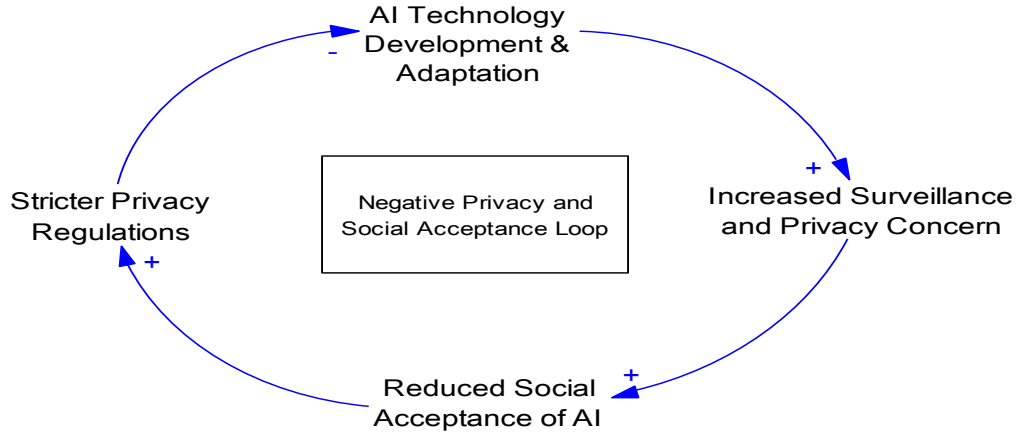 AI Technology
Development &
Adaptation
-
+
Increased Surveillance
and Privacy Concern
Stricter Privacy
Regulations
Negative Privacy and
Social Acceptance Loop
+
+
Reduced Social
Acceptance of AI